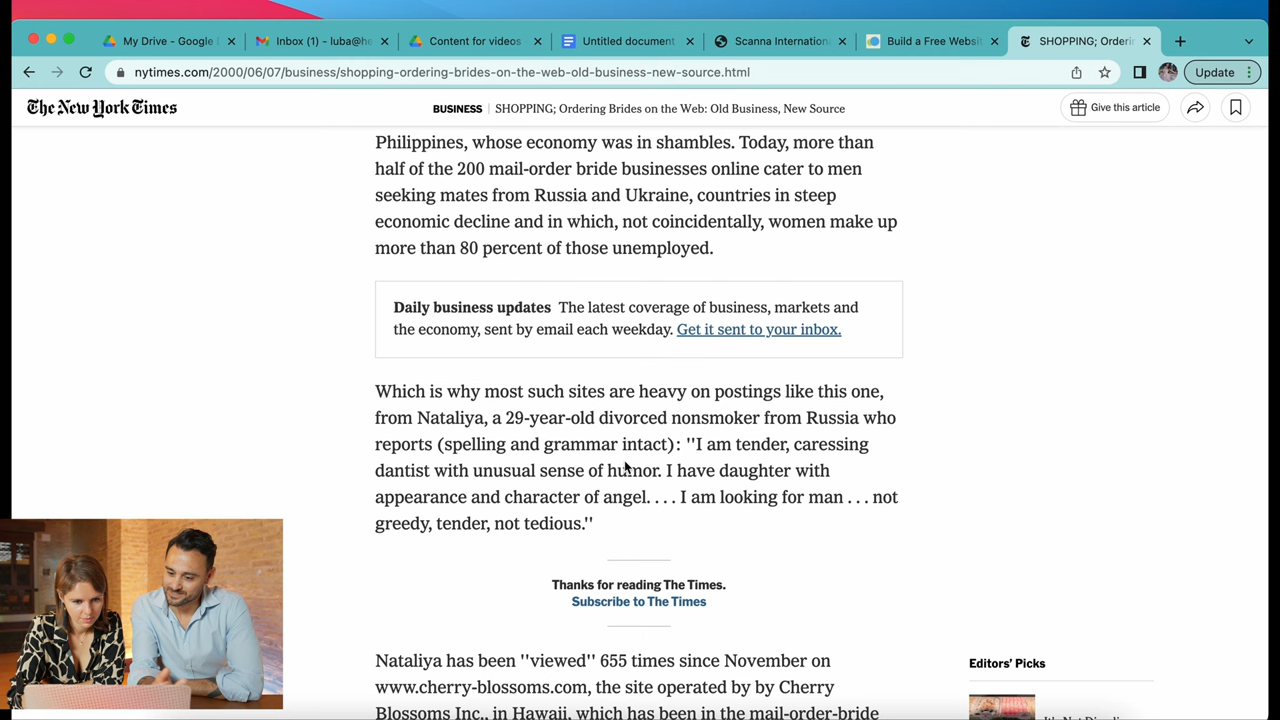 My Drive - Google
Inbox (1) - luba@he
Content for videos
Untitled document
Scanna Internationa
Build a Free Websi
SHOPPING; Orderi
nytimes.com/2000/06/07/business/shopping-ordering-brides-on-the-web-old-business-new-source.html
Update
The New York Times
BUSINESS | SHOPPING; Ordering Brides on the Web: Old Business, New Source
Give this article
Philippines, whose economy was in shambles. Today, more than
half of the 200 mail-order bride businesses online cater to men
seeking mates from Russia and Ukraine, countries in steep
economic decline and in which, not coincidentally, women make up
more than 80 percent of those unemployed.
Daily business updates The latest coverage of business, markets and
the economy, sent by email each weekday. Get it sent to your inbox.
Which is why most such sites are heavy on postings like this one,
from Nataliya, a 29-year-old divorced nonsmoker from Russia who
reports (spelling and grammar intact): ''I am tender, caressing
dantist with unusual sense of humor. I have daughter with
appearance and character of angel. . . . I am looking for man . . . not
greedy, tender, not tedious.''
Thanks for reading The Times.
Subscribe to The Times
Nataliya has been ''viewed'' 655 times since November on
www.cherry-blossoms.com, the site operated by by Cherry
Blossoms Inc., in Hawaii, which has been in the mail-order-bride
Editors' Picks